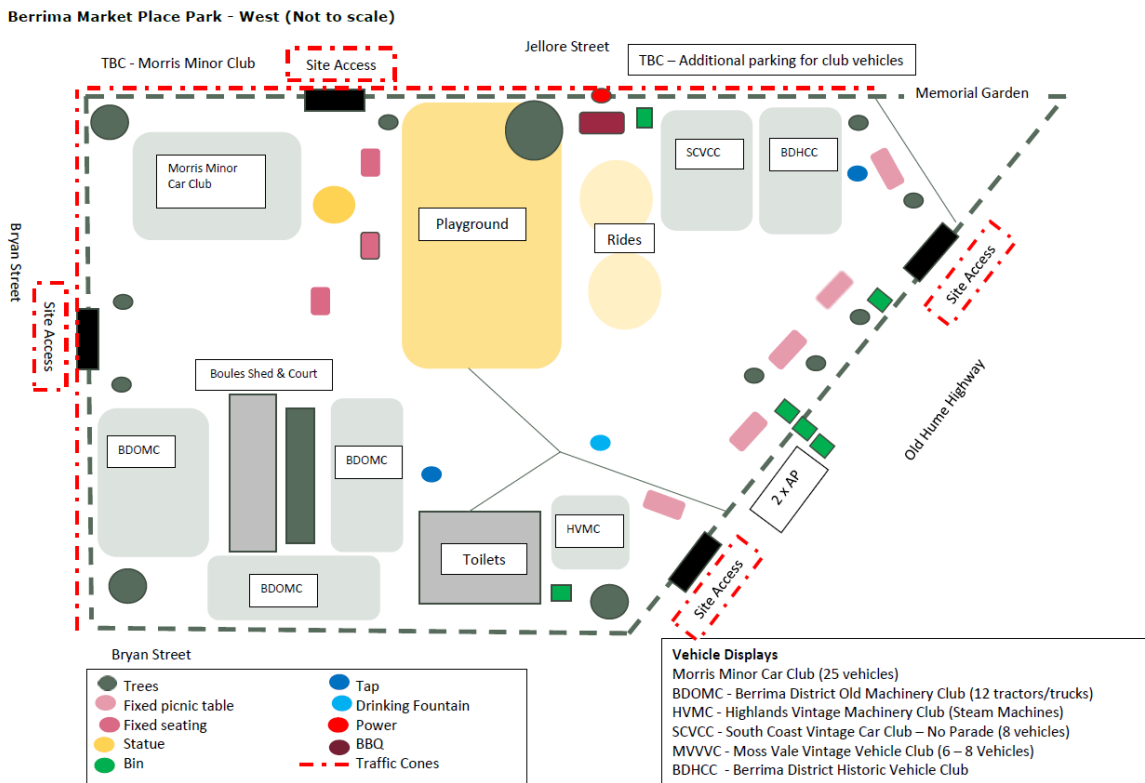 Berrima Market Place Park - West (Not to scale)
Jellore Street
TBC - Morris Minor Club
Site Access
TBC – Additional parking for club vehicles
Memorial Garden
Morris Minor
Car Club
SCVCC
BDHCC
Playground
Rides
Bryan Street
Site Access
Site Access
Old Hume Highway
Boules Shed & Court
BDOMC
BDOMC
2 x AP
HVMC
Toilets
BDOMC
Site Access
Bryan Street
Trees
Fixed picnic table
Fixed seating
Statue
Bin
Tap
Drinking Fountain
Power
BBQ
Traffic Cones
Vehicle Displays
Morris Minor Car Club (25 vehicles)
BDOMC - Berrima District Old Machinery Club (12 tractors/trucks)
HVMC - Highlands Vintage Machinery Club (Steam Machines)
SCVCC - South Coast Vintage Car Club – No Parade (8 vehicles)
MVVVC - Moss Vale Vintage Vehicle Club (6 – 8 Vehicles)
BDHCC - Berrima District Historic Vehicle Club